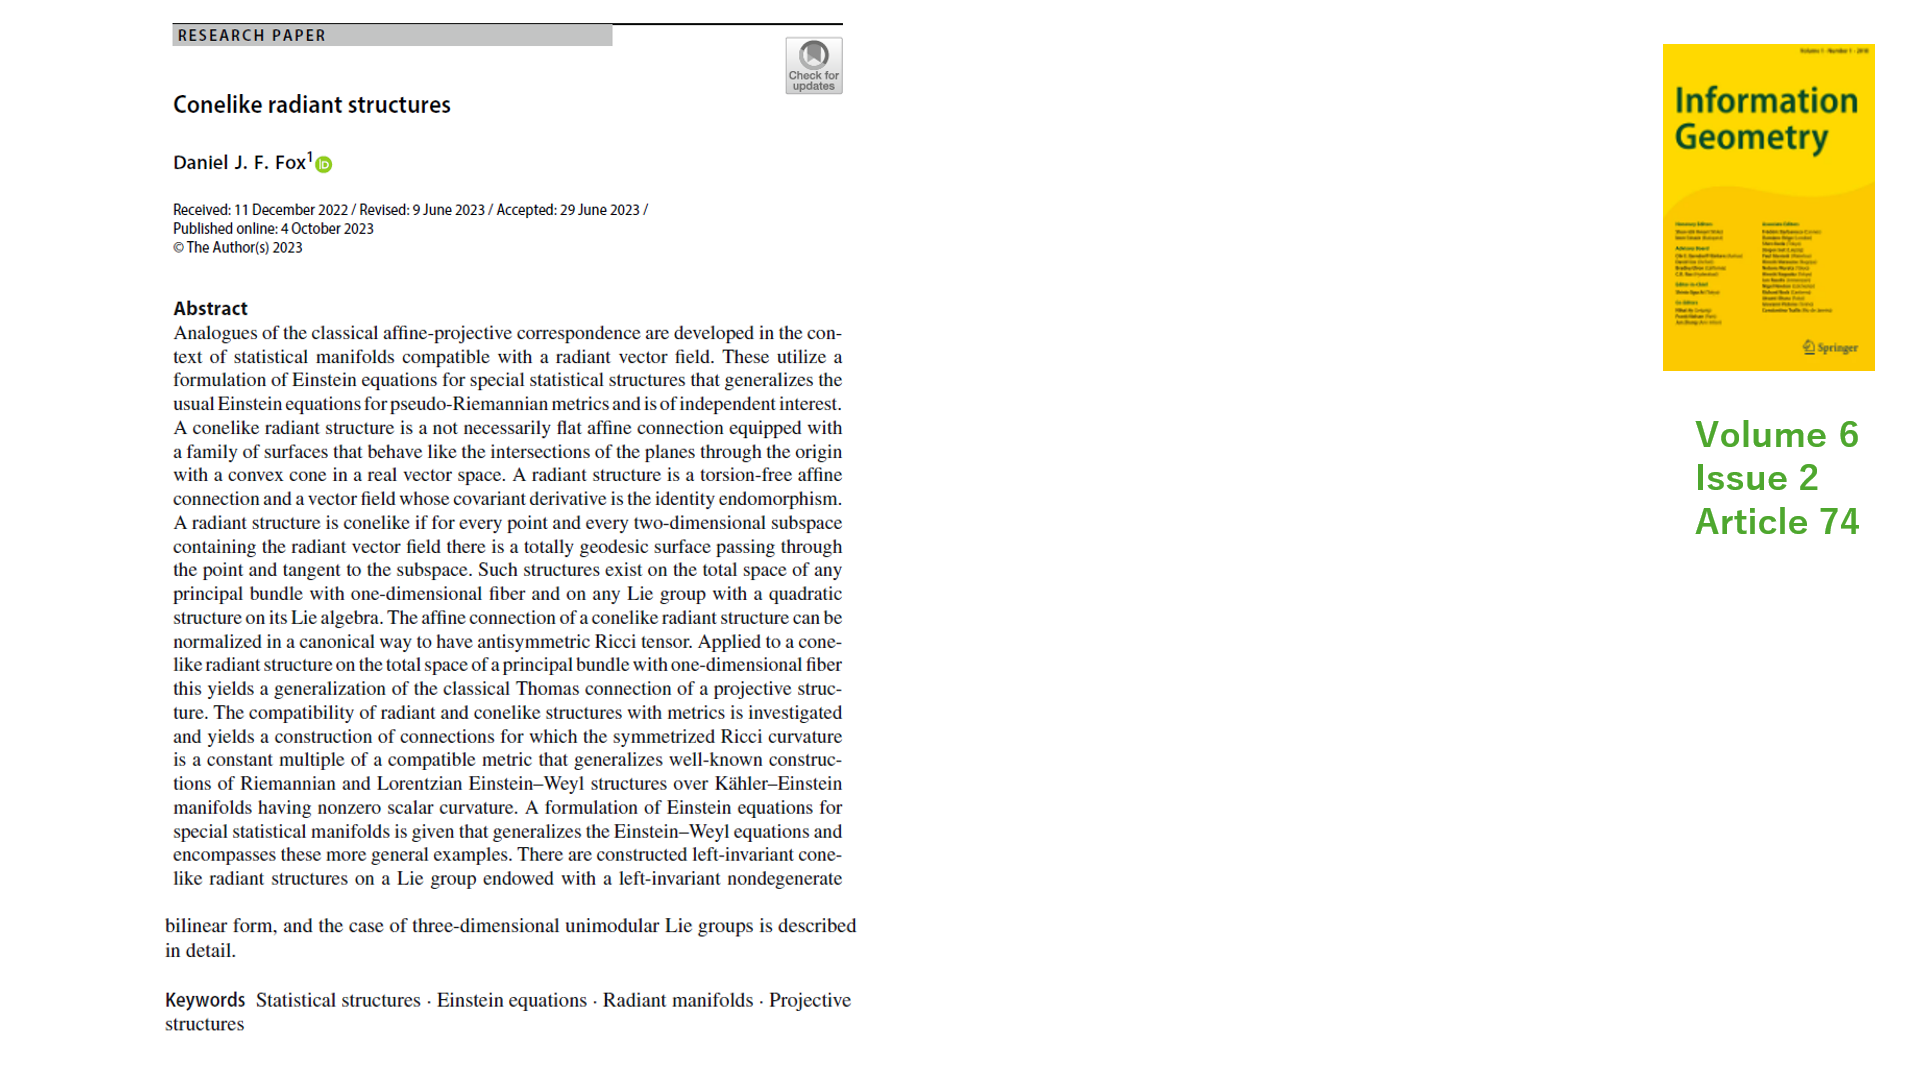 RESEARCH PAPER
Check for
updates
Conelike radiant structures
Daniel J. F. Fox1 iD
Received: 11 December 2022 / Revised: 9 June 2023 / Accepted: 29 June 2023 /
Published online: 4 October 2023
© The Author(s) 2023
Abstract
Analogues of the classical affine-projective correspondence are developed in the con-
text of statistical manifolds compatible with a radiant vector field. These utilize a
formulation of Einstein equations for special statistical structures that generalizes the
usual Einstein equations for pseudo-Riemannian metrics and is of independent interest.
A conelike radiant structure is a not necessarily flat affine connection equipped with
a family of surfaces that behave like the intersections of the planes through the origin
with a convex cone in a real vector space. A radiant structure is a torsion-free affine
connection and a vector field whose covariant derivative is the identity endomorphism.
A radiant structure is conelike if for every point and every two-dimensional subspace
containing the radiant vector field there is a totally geodesic surface passing through
the point and tangent to the subspace. Such structures exist on the total space of any
principal bundle with one-dimensional fiber and on any Lie group with a quadratic
structure on its Lie algebra. The affine connection of a conelike radiant structure can be
normalized in a canonical way to have antisymmetric Ricci tensor. Applied to a cone-
like radiant structure on the total space of a principal bundle with one-dimensional fiber
this yields a generalization of the classical Thomas connection of a projective struc-
ture. The compatibility of radiant and conelike structures with metrics is investigated
and yields a construction of connections for which the symmetrized Ricci curvature
is a constant multiple of a compatible metric that generalizes well-known construc-
tions of Riemannian and Lorentzian Einstein–Weyl structures over Kähler–Einstein
manifolds having nonzero scalar curvature. A formulation of Einstein equations for
special statistical manifolds is given that generalizes the Einstein–Weyl equations and
encompasses these more general examples. There are constructed left-invariant cone-
like radiant structures on a Lie group endowed with a left-invariant nondegenerate
bilinear form, and the case of three-dimensional unimodular Lie groups is described
in detail.
Keywords Statistical structures · Einstein equations · Radiant manifolds · Projective
structures
Information
Geometry
Springer
Volume 6
Issue 2
Article 74